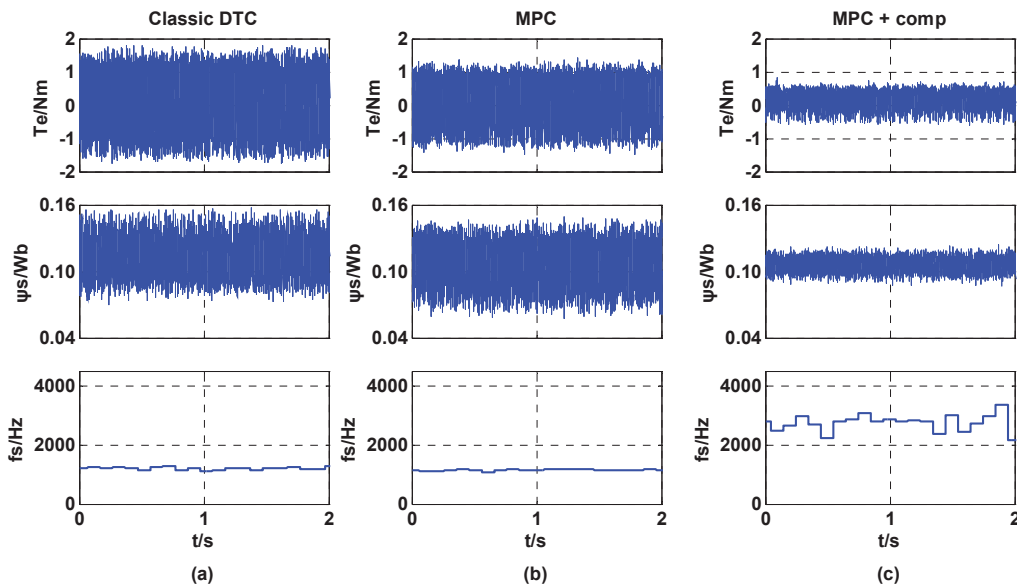 Classic DTC
MPC
MPC + comp
2
1
0
-1
-2
Te/Nm
2
1
0
-1
-2
Te/Nm
2
1
0
-1
-2
Te/Nm
0.16
0.10
0.04
ψs/Wb
0.16
0.10
0.04
ψs/Wb
0.16
0.10
0.04
ψs/Wb
4000
2000
0
fs/Hz
0 1 2
t/s
4000
2000
0
fs/Hz
0 1 2
t/s
4000
2000
0
fs/Hz
0 1 2
t/s
(a)
(b)
(c)